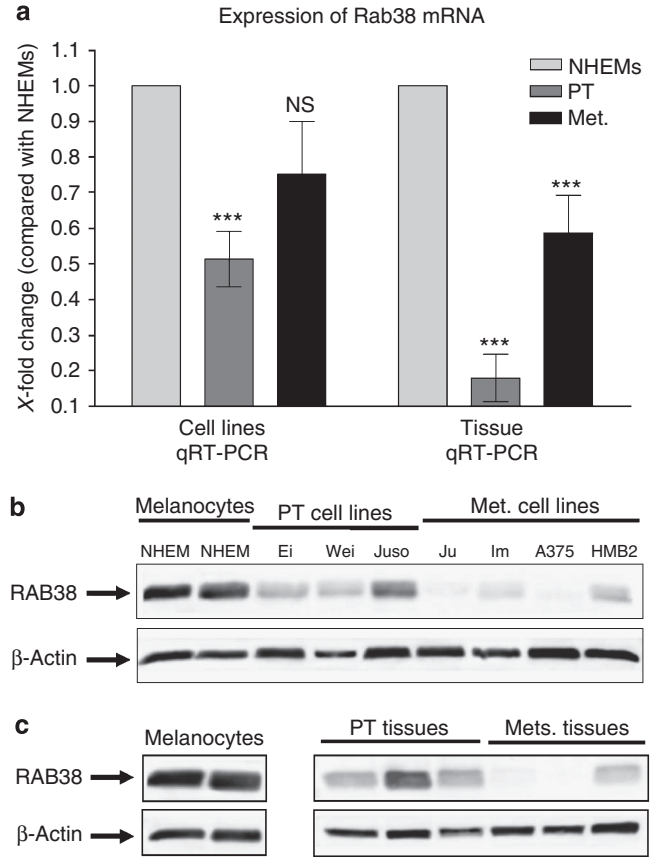 a
Expression of Rab38 mRNA
X-fold change (compared with NHEMs)
1.1
1.0
0.9
0.8
0.7
0.6
0.5
0.4
0.3
0.2
0.1
NHEMs
PT
Met.
***
NS
***
***
Cell lines
qRT-PCR
Tissue
qRT-PCR
b
Melanocytes PT cell lines Met. cell lines
NHEM NHEM Ei Wei Juso Ju Im A375 HMB2
RAB38
β-Actin
c
Melanocytes PT tissues Mets. tissues
RAB38
β-Actin